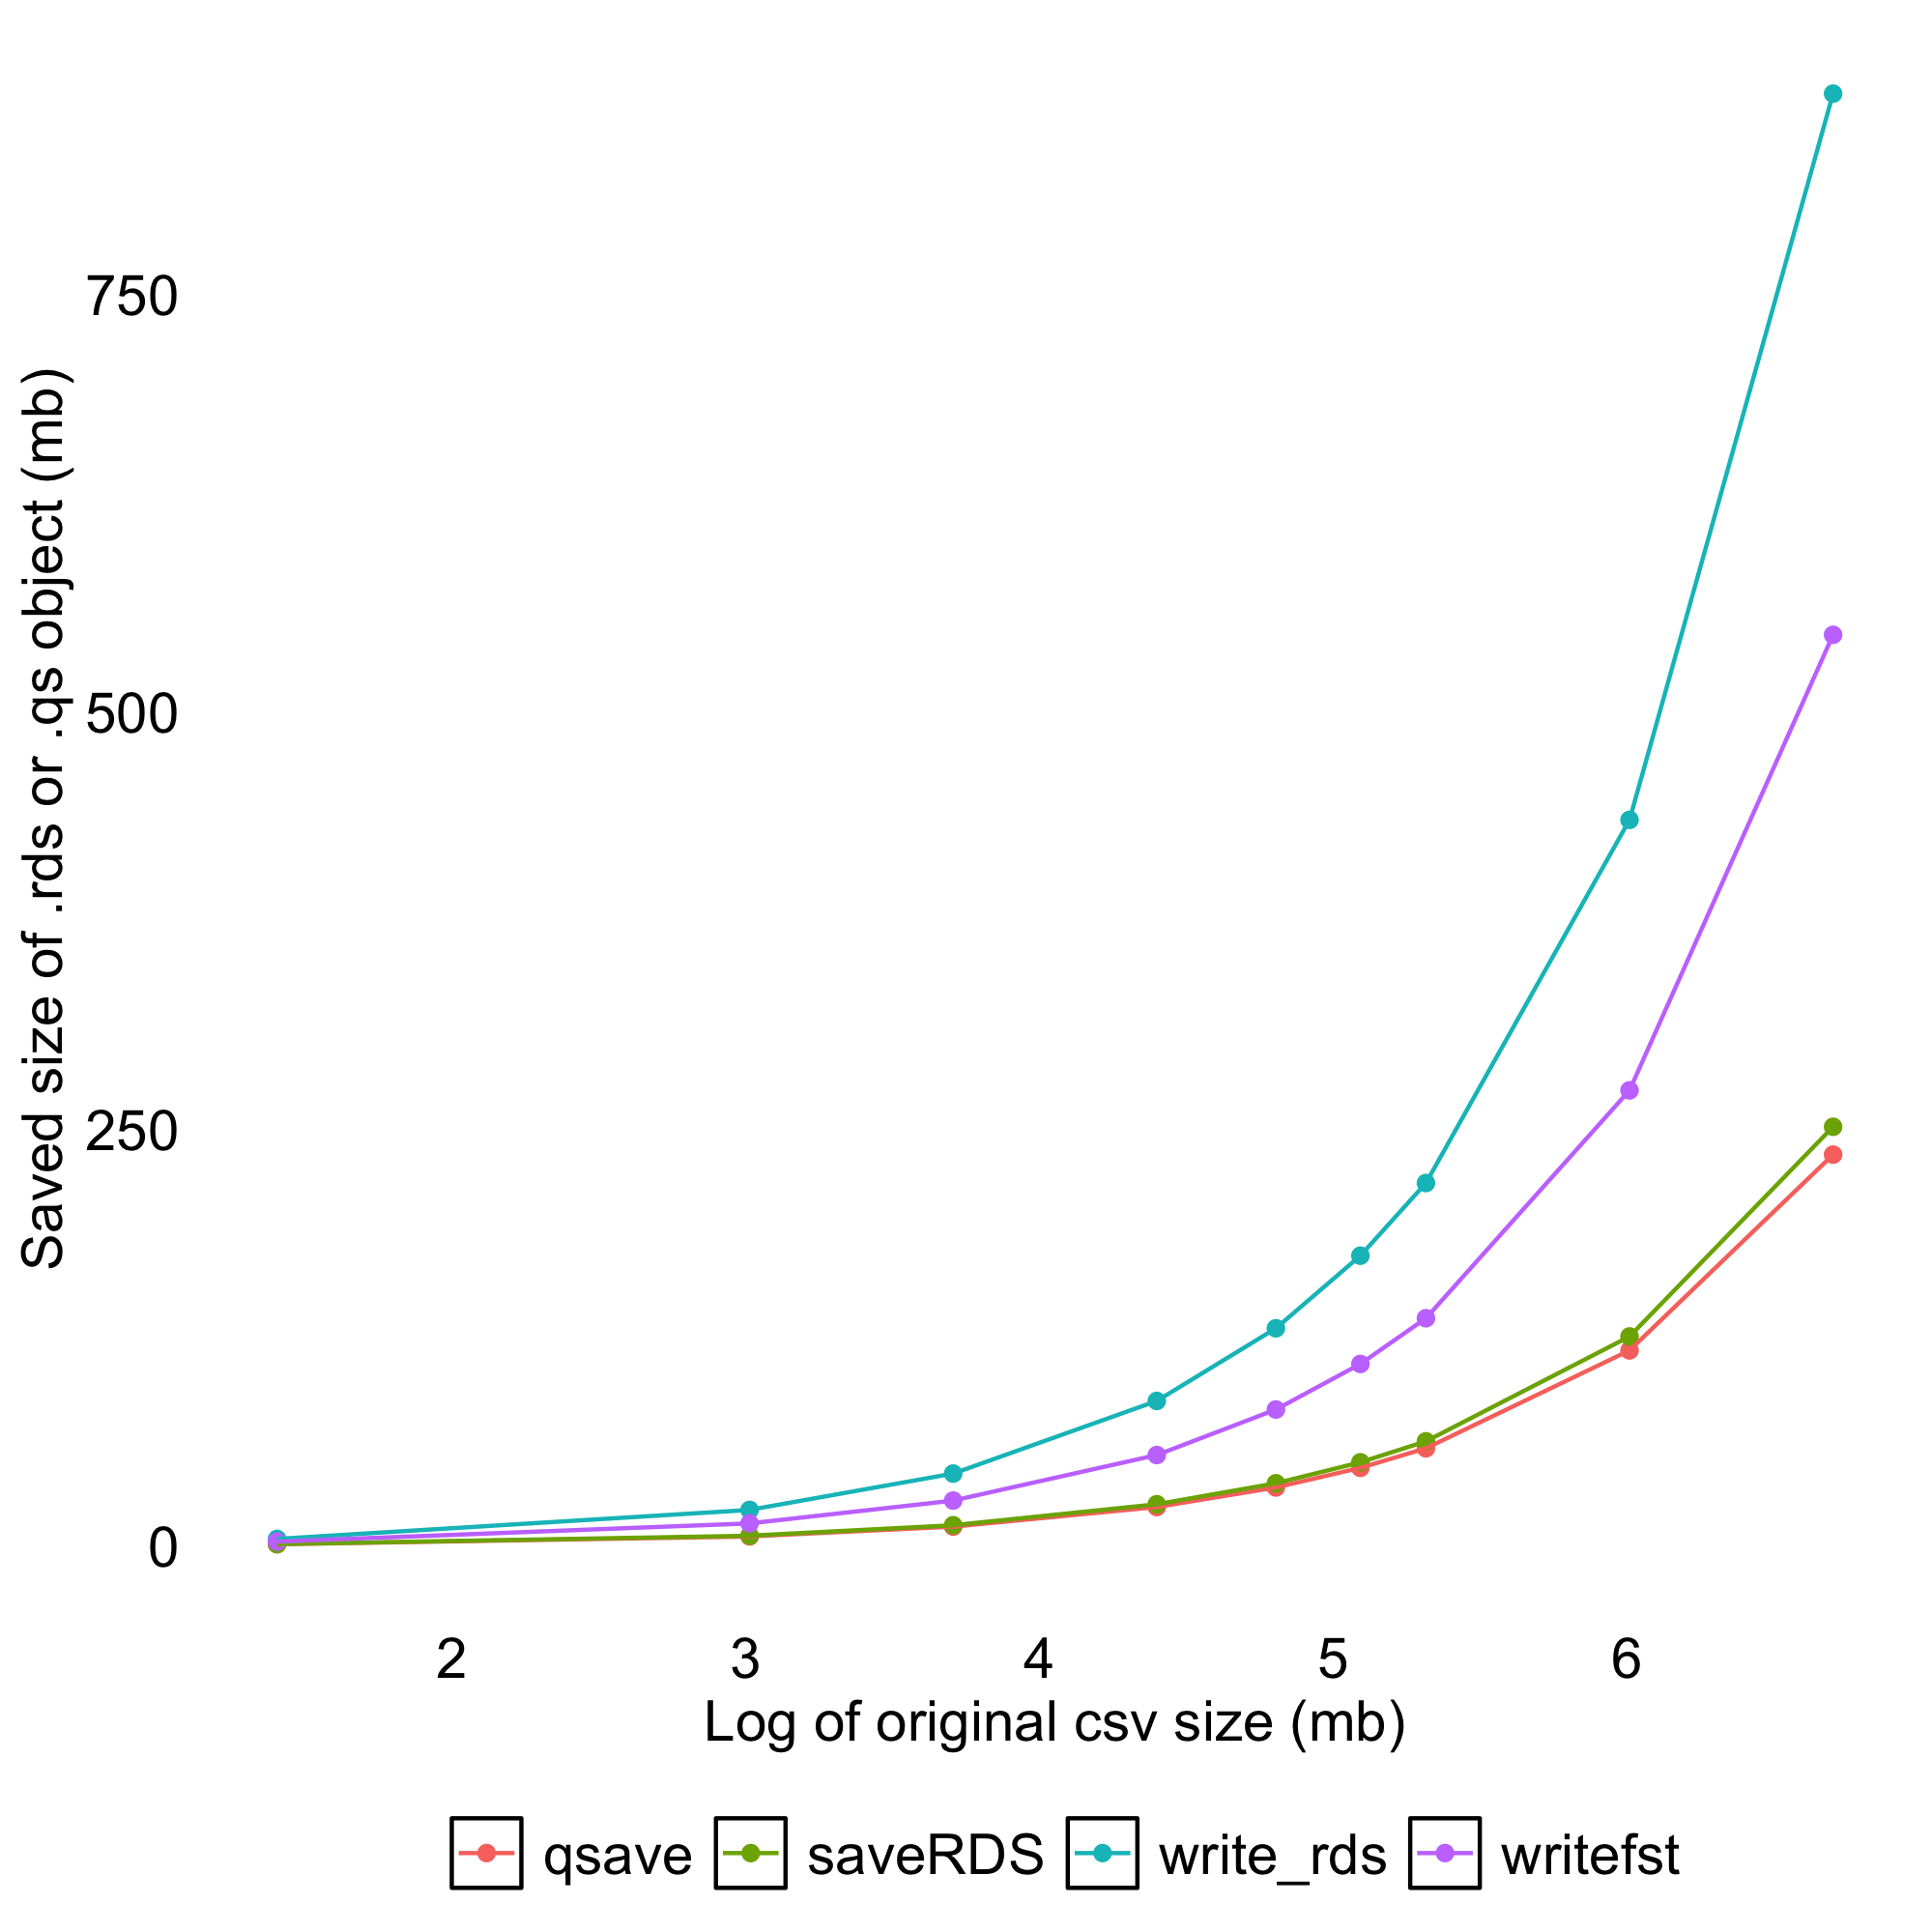 Saved size of .rds or .qs object (mb)
750
500
250
0
2 3 4 5 6
Log of original csv size (mb)
qsave saveRDS write_rds writefst